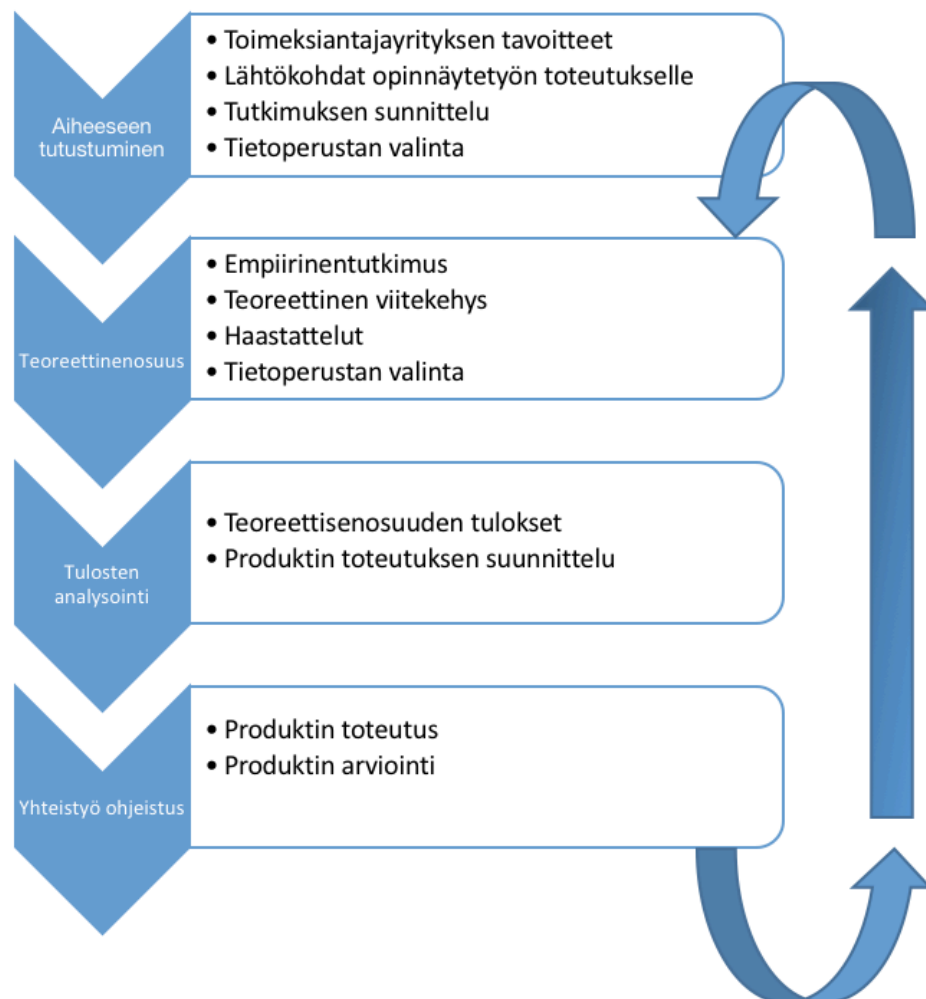 Aiheeseen
tutustuminen
• Toimeksiantajayrityksen tavoitteet
• Lähtökohdat opinnäytetyön toteutukselle
• Tutkimuksen sunnittelu
• Tietoperustan valinta
Teoreettinenosuus
• Empiirinentutkimus
• Teoreettinen viitekehys
• Haastattelut
• Tietoperustan valinta
Tulosten
analysointi
• Teoreettisenosuuden tulokset
• Produktin toteutuksen suunnittelu
Yhteistyö ohjeistus
• Produktin toteutus
• Produktin arviointi